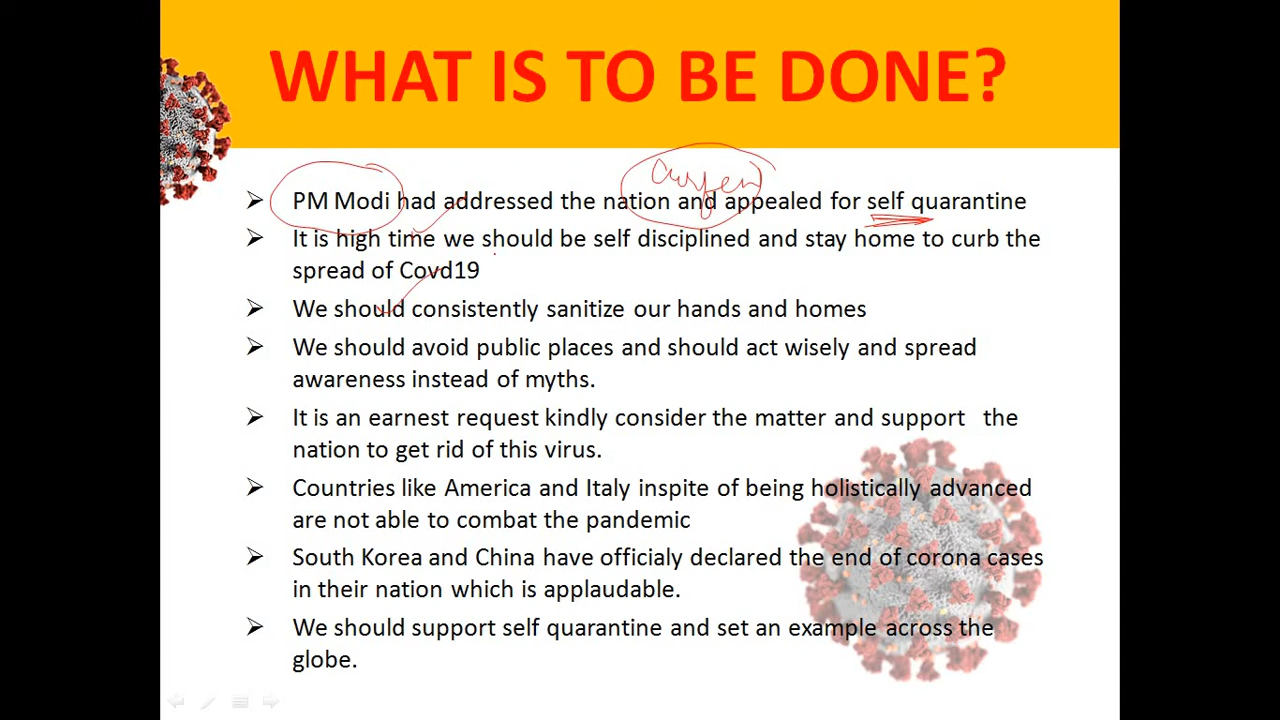 WHAT IS TO BE DONE?
➢ PM Modi had addressed the nation and appealed for self quarantine
➢ It is high time we should be self disciplined and stay home to curb the
spread of Covd19
➢ We should consistently sanitize our hands and homes
➢ We should avoid public places and should act wisely and spread
awareness instead of myths.
➢ It is an earnest request kindly consider the matter and support the
nation to get rid of this virus.
➢ Countries like America and Italy inspite of being holistically advanced
are not able to combat the pandemic
➢ South Korea and China have officialy declared the end of corona cases
in their nation which is applaudable.
➢ We should support self quarantine and set an example across the
globe.